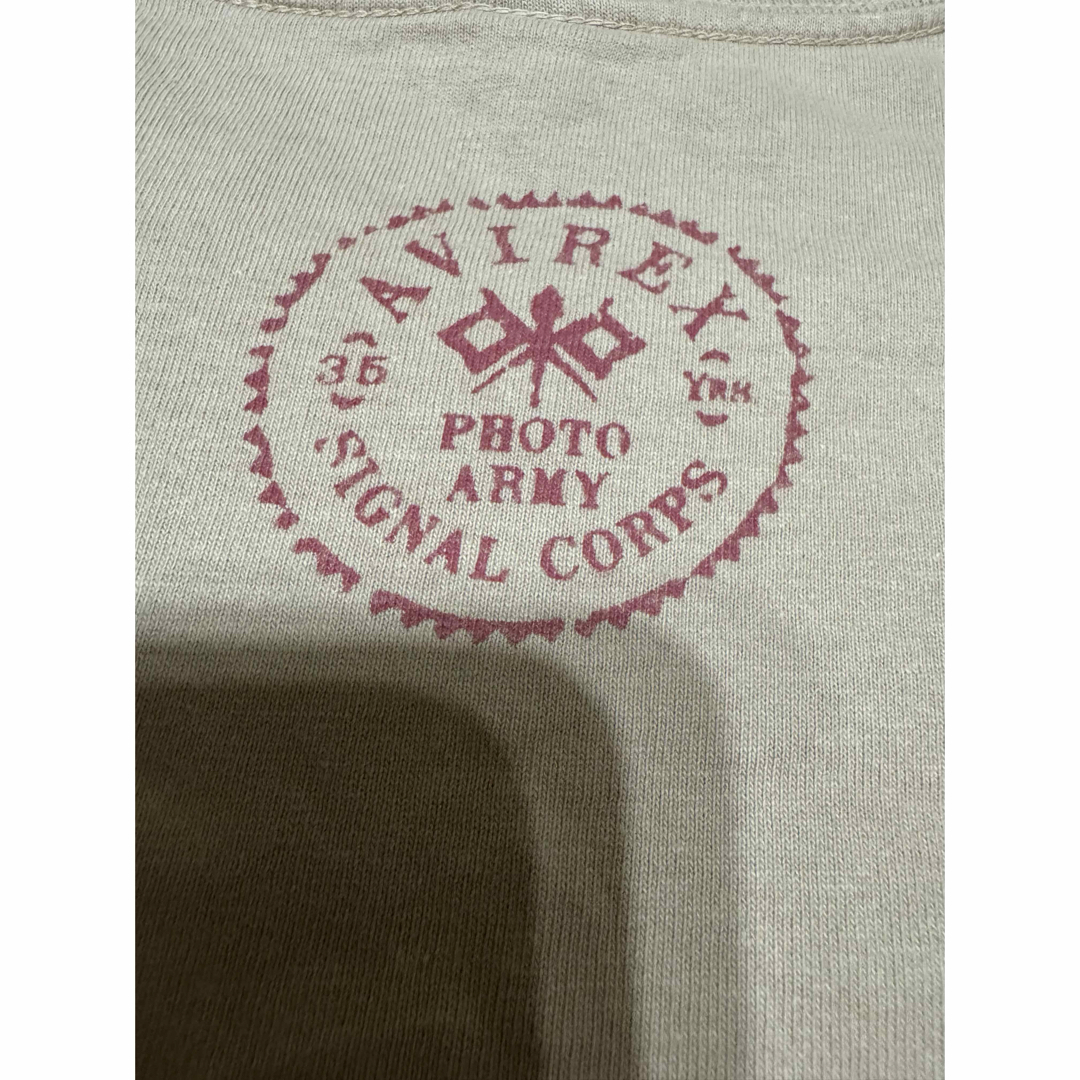 AVIREX
35 YRS
PHOTO
ARMY
SIGNAL CORPS